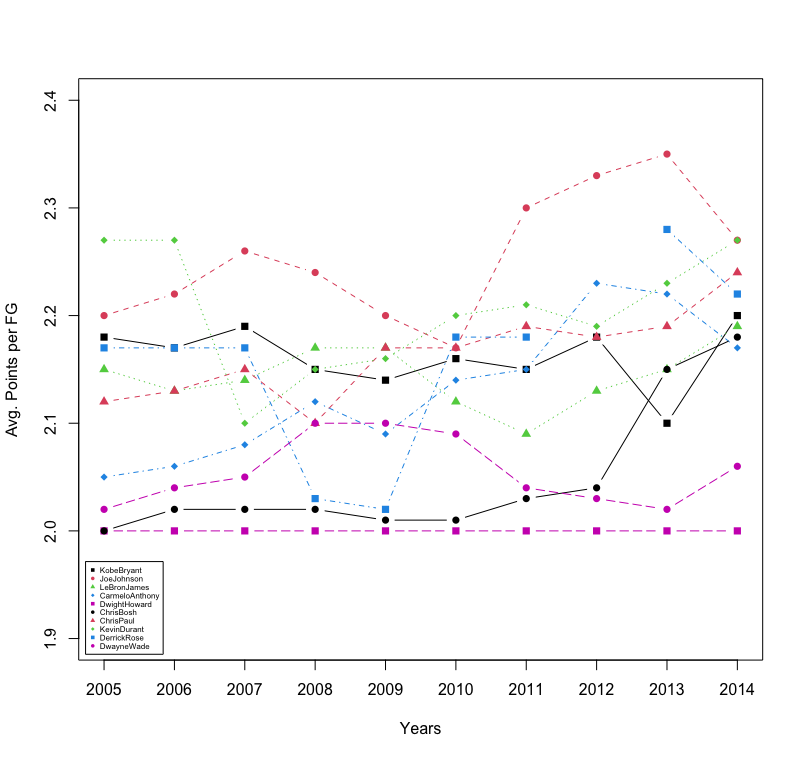 2.4
2.3
2.2
2.1
2.0
1.9
Avg. Points per FG
KobeBryant
JoeJohnson
LeBronJames
CarmeloAnthony
DwightHoward
ChrisBosh
ChrisPaul
KevinDurant
DerrickRose
DwayneWade
2005 2006 2007 2008 2009 2010 2011 2012 2013 2014
Years